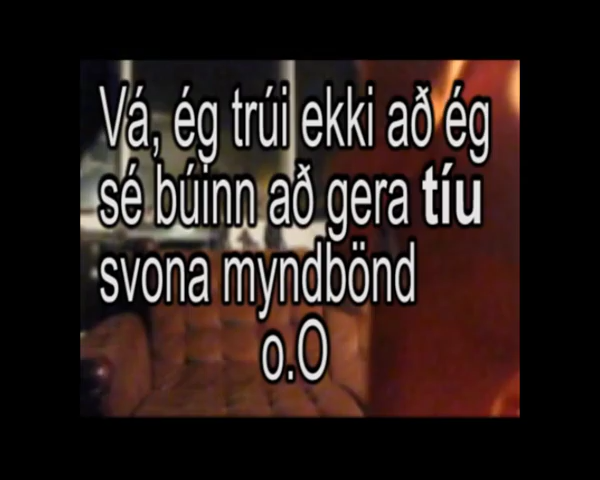 Vá, ég trúi ekki að ég
sé búinn að gera tíu
svona myndbönd
o.O